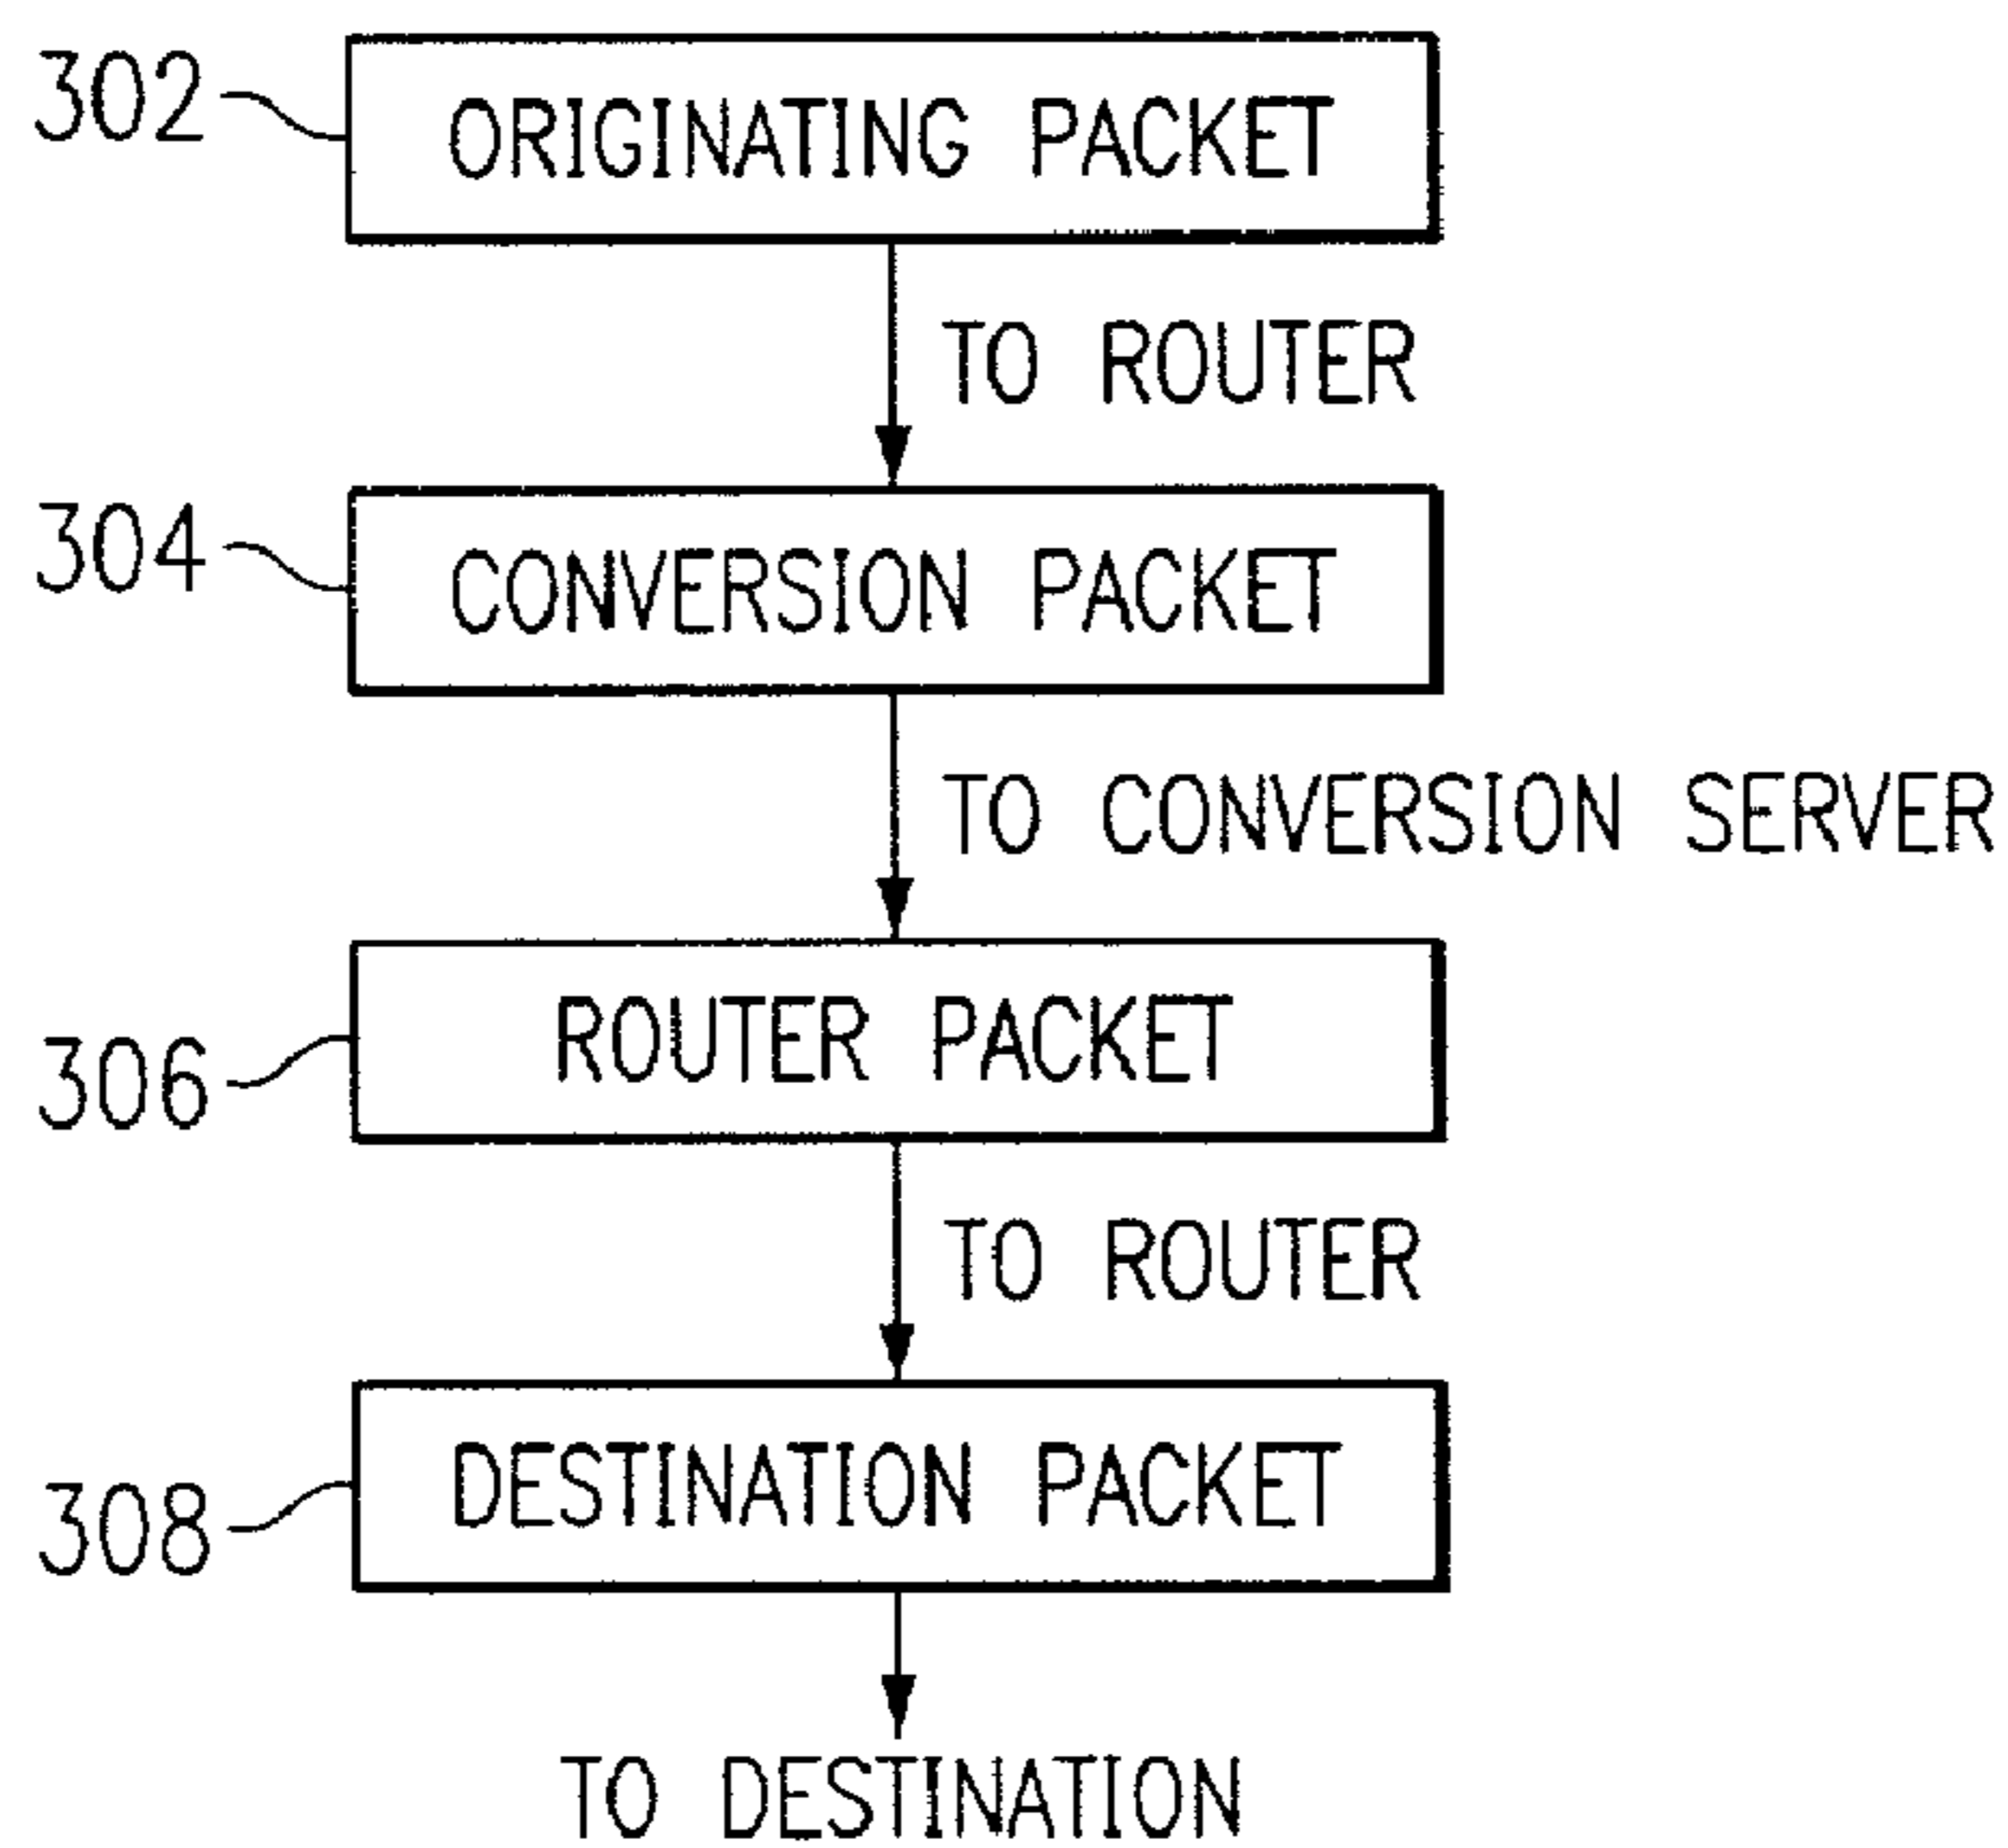 302 ORIGINATING PACKET
TO ROUTER
304 CONVERSION PACKET
TO CONVERSION SERVER
306 ROUTER PACKET
TO ROUTER
308 DESTINATION PACKET
TO DESTINATION